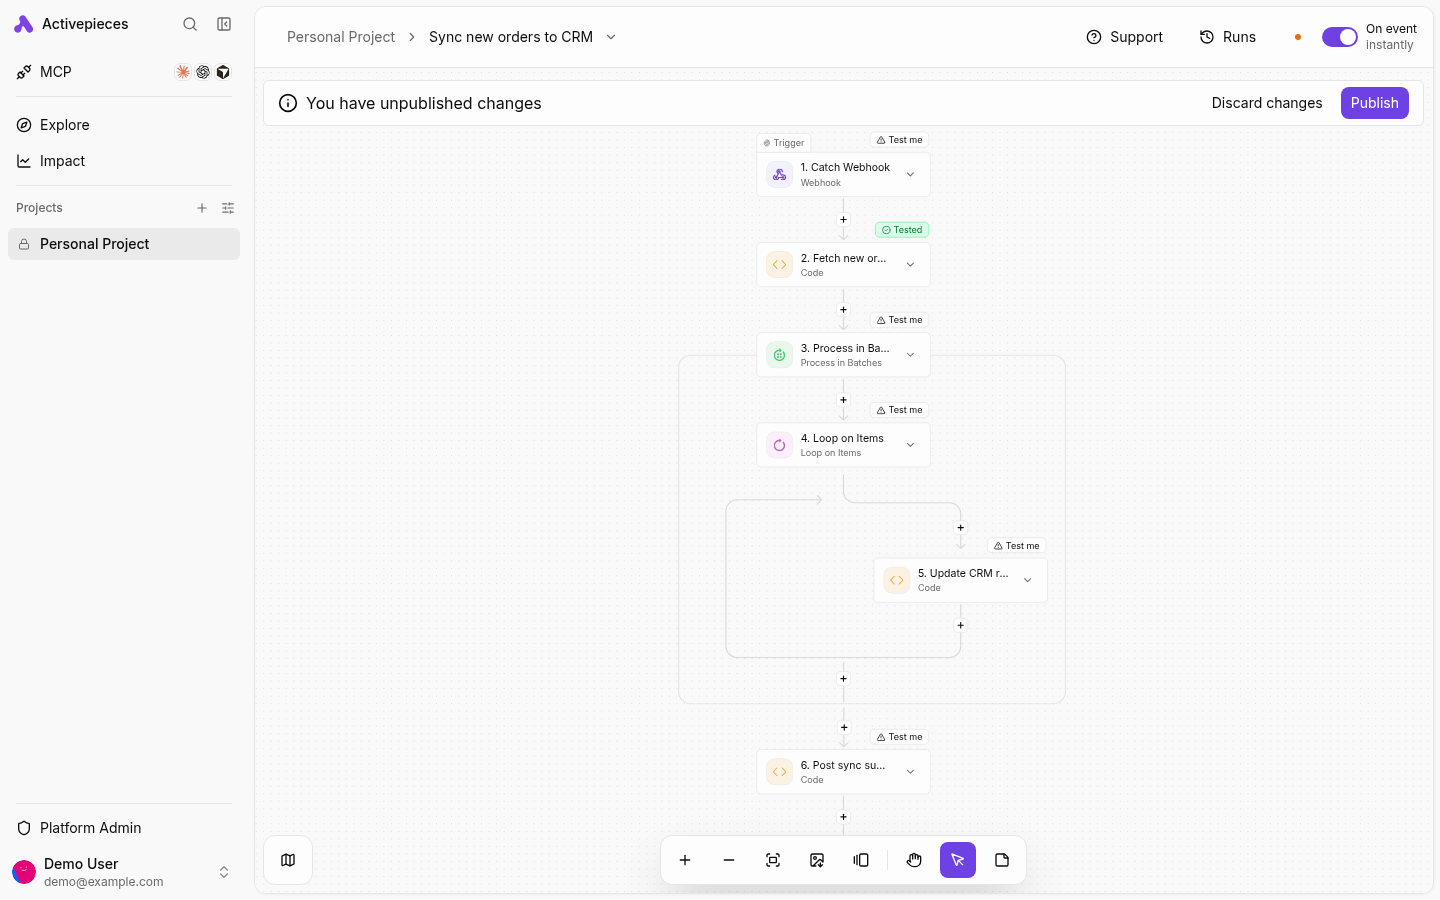 Activepieces
MCP
Explore
Impact
Projects
Personal Project
Platform Admin
Demo User
demo@example.com
Personal Project
Sync new orders to CRM
Support
Runs
On event
instantly
You have unpublished changes
Discard changes
Publish
Trigger
Test me
1. Catch Webhook
Webhook
Tested
2. Fetch new or...
Code
Test me
3. Process in Ba...
Process in Batches
Test me
4. Loop on Items
Loop on Items
Test me
5. Update CRM r...
Code
Test me
6. Post sync su...
Code